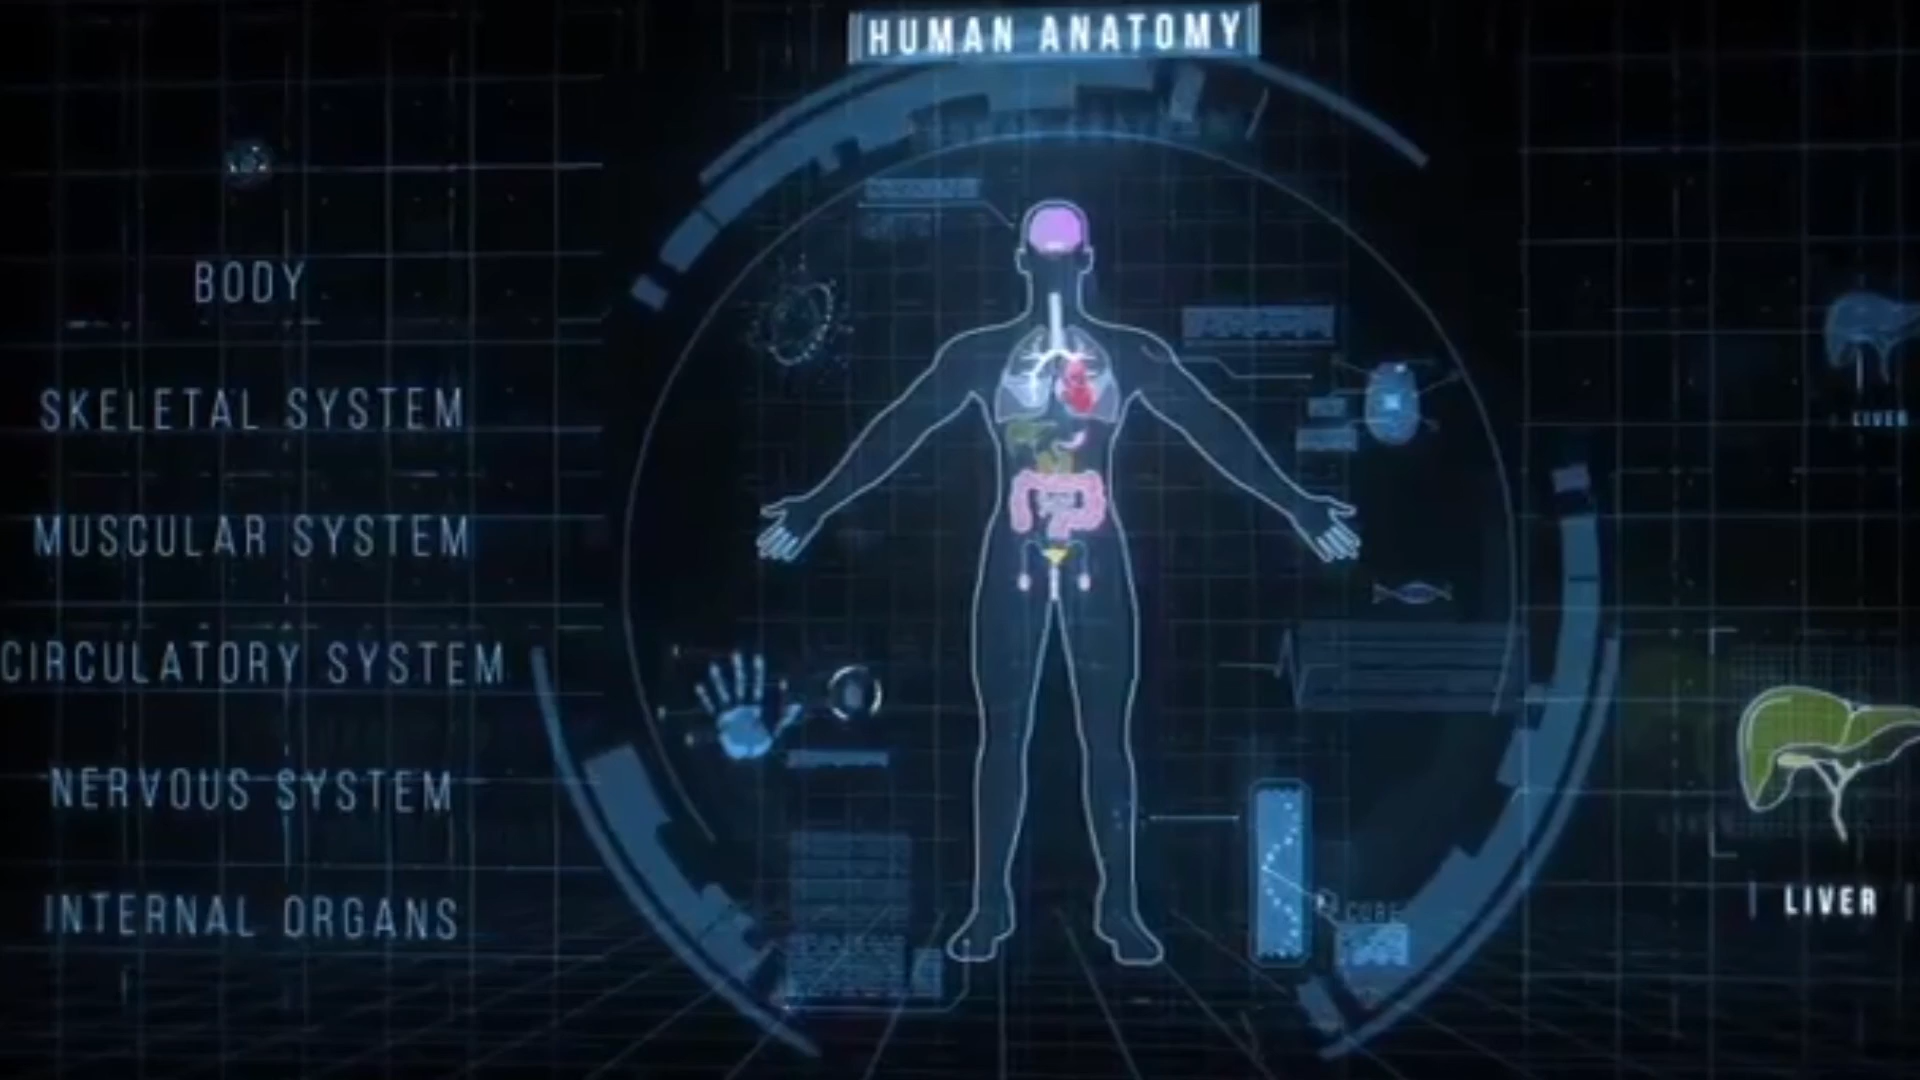 HUMAN ANATOMY
BODY
SKELETAL SYSTEM
MUSCULAR SYSTEM
CIRCULATORY SYSTEM
NERVOUS SYSTEM
INTERNAL ORGANS
LIVER
LIVER